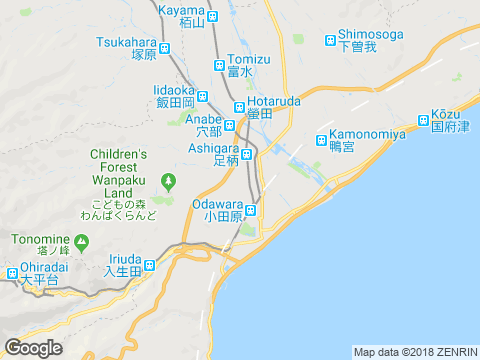 Kayama
栢山
Shimosoga
下曽我
Tsukahara
塚原
Tomizu
富水
Iidaoka
飯田岡
Hotaruda
螢田
Anabe
穴部
Kōzu
国府津
Kamonomiya
鴨宮
Ashigara
足柄
Children's
Forest
Wanpaku
Land
こどもの森
わんぱくらんど
Odawara
小田原
Tonomine
塔ノ峰
Iriuda
入生田
Ohiradai
大平台
Google
Map data ©2018 ZENRIN